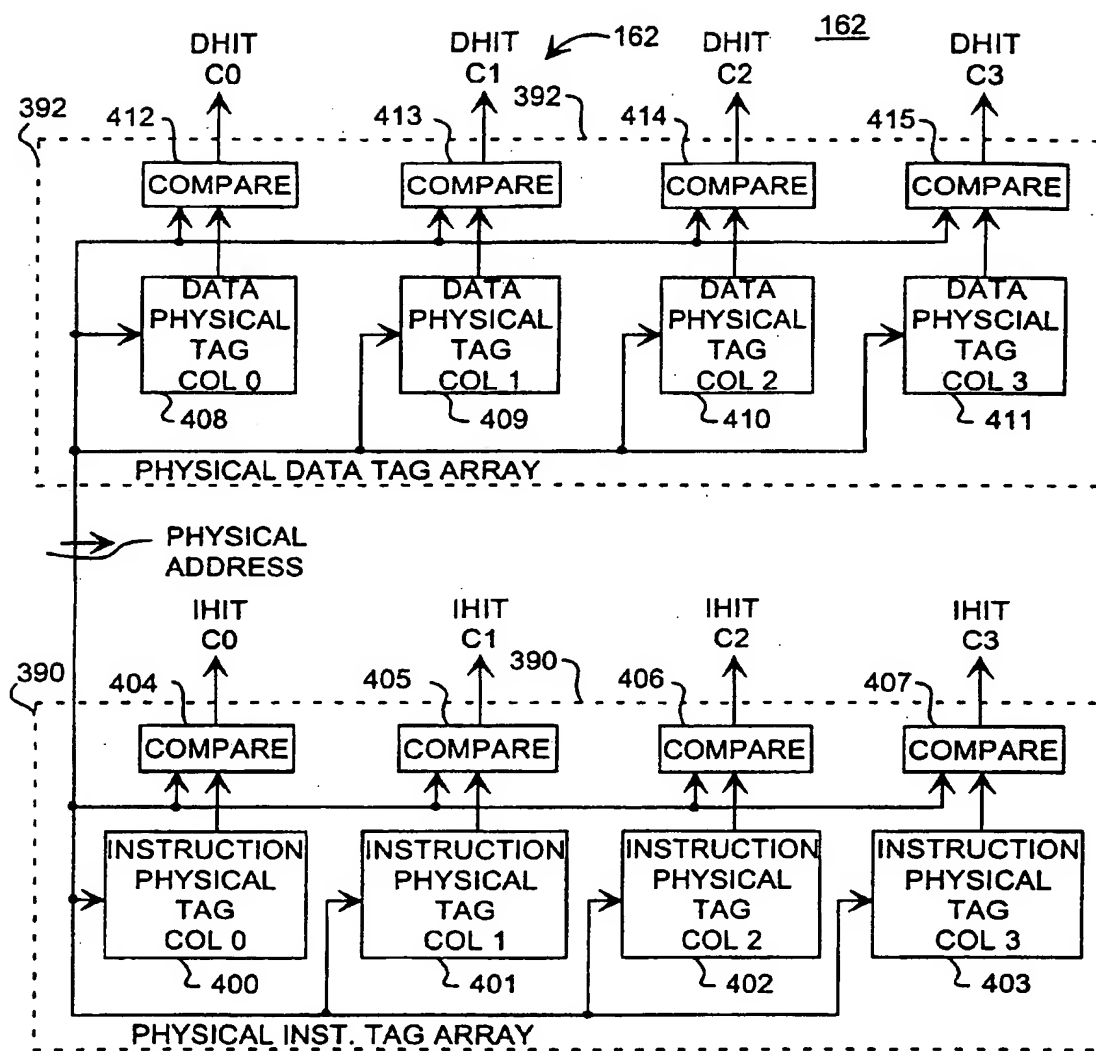 162
DHIT C0
DHIT C1
162
DHIT C2
DHIT C3
392
412
413
392
414
415
COMPARE
COMPARE
COMPARE
COMPARE
DATA PHYSICAL TAG COL 0
DATA PHYSICAL TAG COL 1
DATA PHYSICAL TAG COL 2
DATA PHYSCIAL TAG COL 3
408
409
410
411
PHYSICAL DATA TAG ARRAY
PHYSICAL ADDRESS
IHIT C0
IHIT C1
IHIT C2
IHIT C3
390
404
405
390
406
407
COMPARE
COMPARE
COMPARE
COMPARE
INSTRUCTION PHYSICAL TAG COL 0
INSTRUCTION PHYSICAL TAG COL 1
INSTRUCTION PHYSICAL TAG COL 2
INSTRUCTION PHYSICAL TAG COL 3
400
401
402
403
PHYSICAL INST. TAG ARRAY